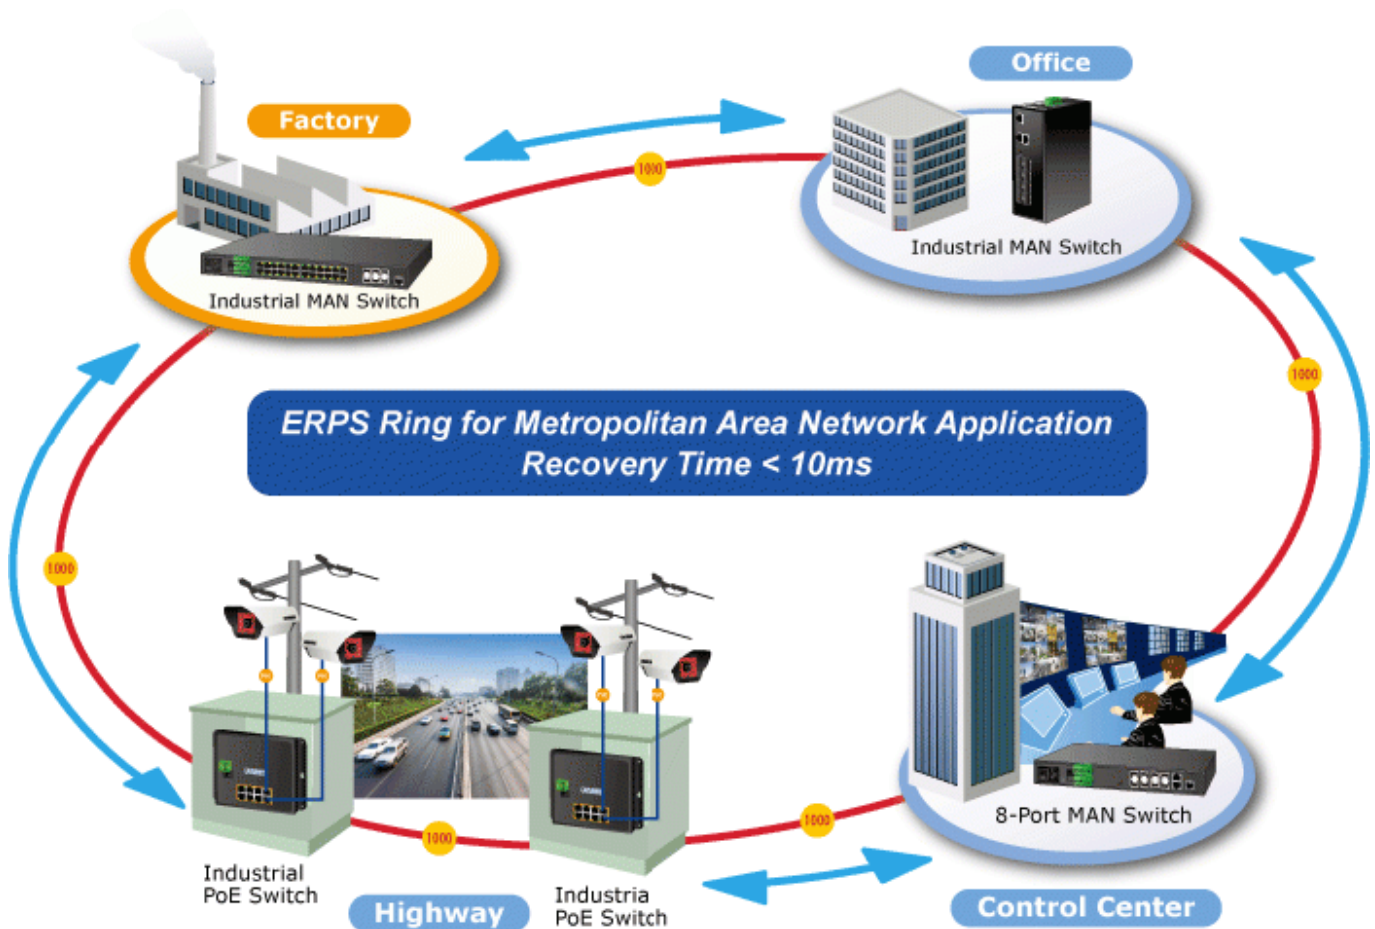 Office
Factory
1000
Industrial MAN Switch
Industrial MAN Switch
1000
ERPS Ring for Metropolitan Area Network Application
Recovery Time < 10ms
1000
8-Port MAN Switch
1000
1000
Industrial
PoE Switch
Industria
PoE Switch
Highway
Control Center